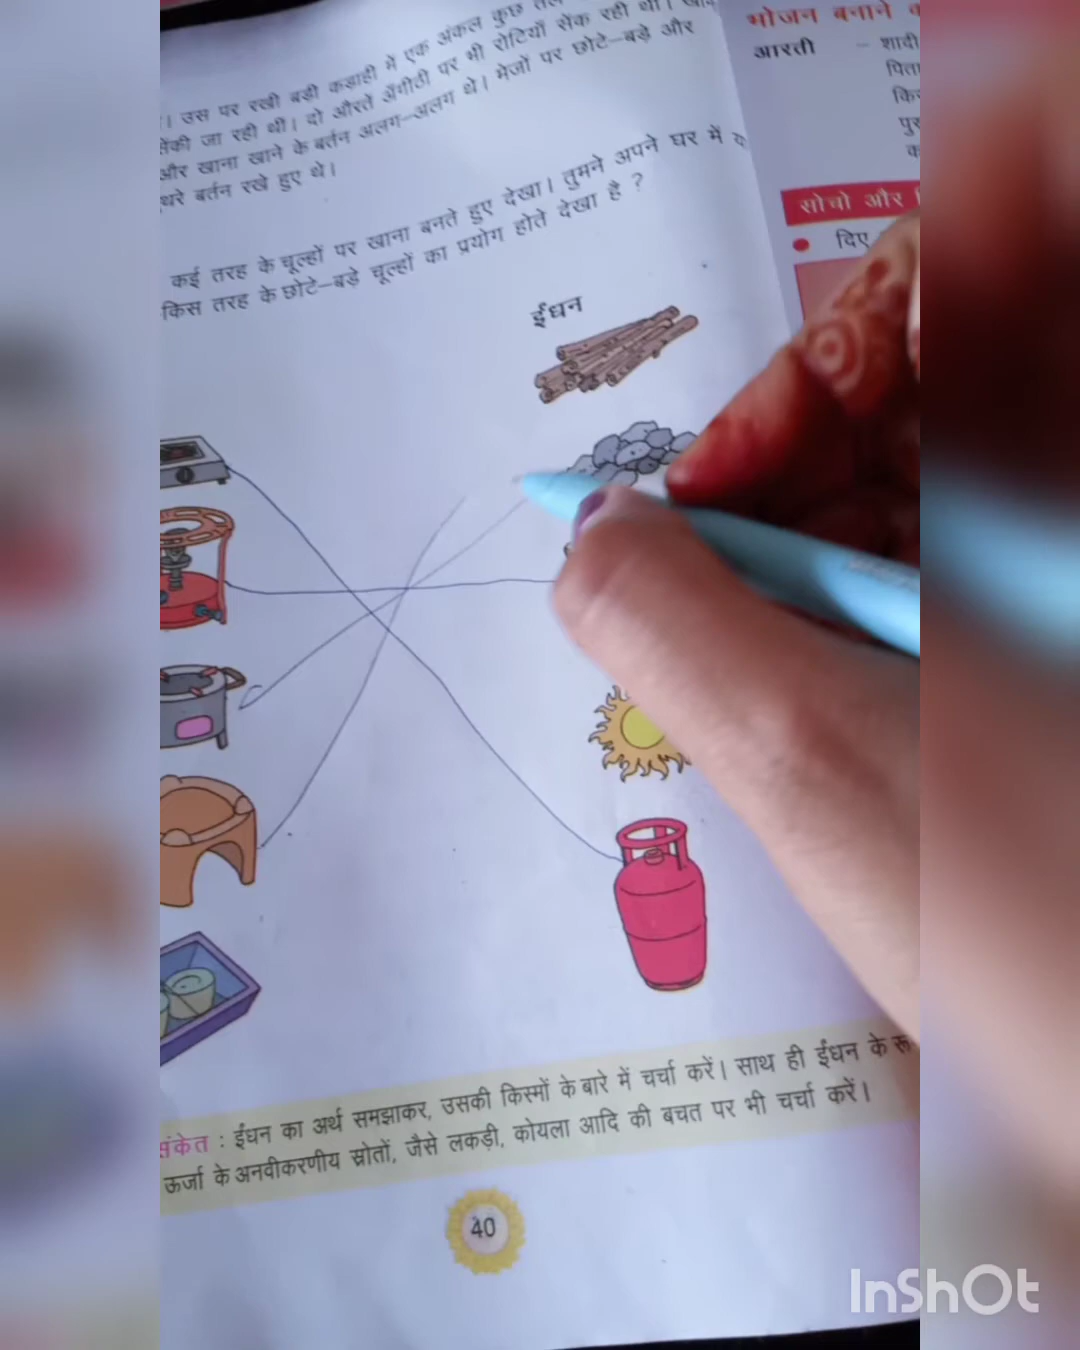 । उस पर रखी बड़ी कड़ाही में एक अंकल कुछ
सेंकी जा रही थीं। दो औरतें अँगीठी पर भी रोटियाँ सेंक रही थीं।
और खाना खाने के बर्तन अलग–अलग थे। मेजों पर छोटे–बड़े और
बर्तन रखे हुए थे।
कई तरह के चूल्हों पर खाना बनते हुए देखा। तुमने अपने घर में
किस तरह के छोटे–बड़े चूल्हों का प्रयोग होते देखा है ?
ईंधन
संकेत : ईंधन का अर्थ समझाकर, उसकी किस्मों के बारे में चर्चा करें। साथ ही ईंधन के
ऊर्जा के अनवीकरणीय स्रोतों, जैसे लकड़ी, कोयला आदि की बचत पर भी चर्चा करें।
40
भोजन बनाने
आरती – शादी
पिता
सोचो और
दिए
InShOt